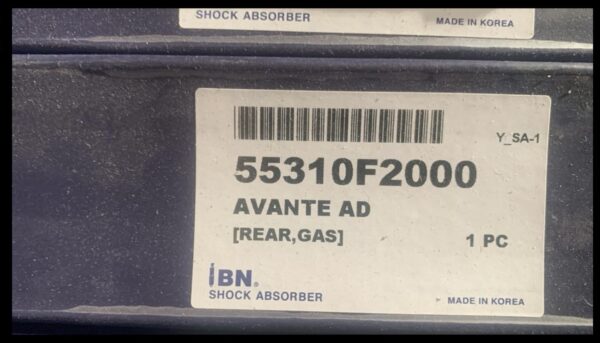 SHOCK ABSORBER MADE IN KOREA
Y_SA-1
55310F2000
AVANTE AD
[REAR,GAS] 1 PC
iBN®
SHOCK ABSORBER MADE IN KOREA